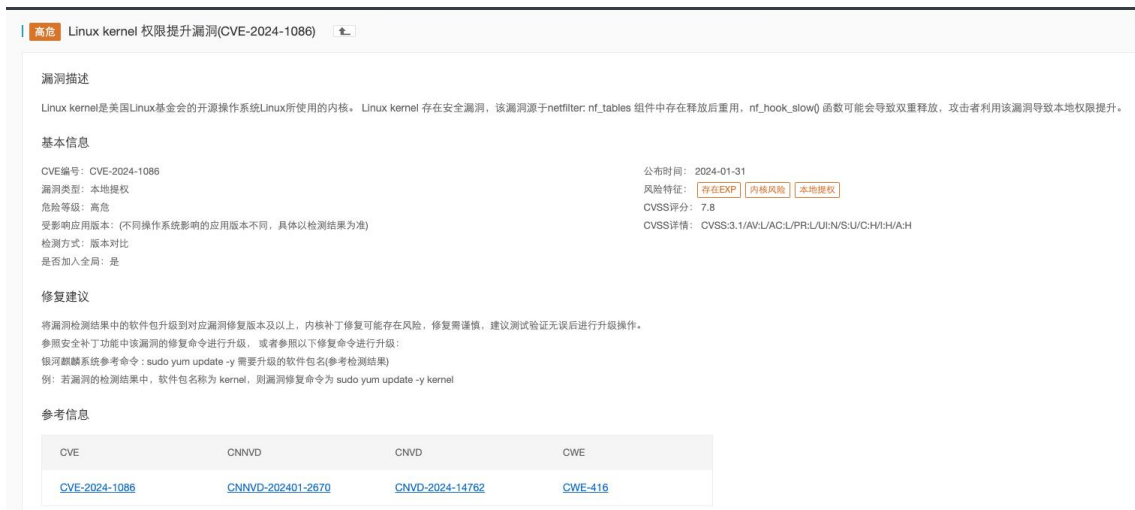 高危 Linux kernel 权限提升漏洞(CVE-2024-1086)
漏洞描述
Linux kernel是美国Linux基金会的开源操作系统Linux所使用的内核。 Linux kernel 存在安全漏洞，该漏洞源于netfilter: nf_tables 组件中存在释放后重用，nf_hook_slow() 函数可能会导致双重释放，攻击者利用该漏洞导致本地权限提升。
基本信息
CVE编号：CVE-2024-1086
公布时间： 2024-01-31
漏洞类型：本地提权
风险特征： 存在EXP 内核风险 本地提权
危险等级：高危
CVSS评分： 7.8
受影响应用版本：(不同操作系统影响的应用版本不同，具体以检测结果为准)
CVSS详情： CVSS:3.1/AV:L/AC:L/PR:L/UI:N/S:U/C:H/I:H/A:H
检测方式：版本对比
是否加入全局：是
修复建议
将漏洞检测结果中的软件包升级到对应漏洞修复版本及以上，内核补丁修复可能存在风险，修复需谨慎，建议测试验证无误后进行升级操作。
参照安全补丁功能中该漏洞的修复命令进行升级， 或者参照以下修复命令进行升级：
银河麒麟系统参考命令 : sudo yum update -y 需要升级的软件包名(参考检测结果)
例：若漏洞的检测结果中，软件包名称为 kernel，则漏洞修复命令为 sudo yum update -y kernel
参考信息
CVE CNNVD CNVD CWE
CVE-2024-1086 CNNVD-202401-2670 CNVD-2024-14762 CWE-416